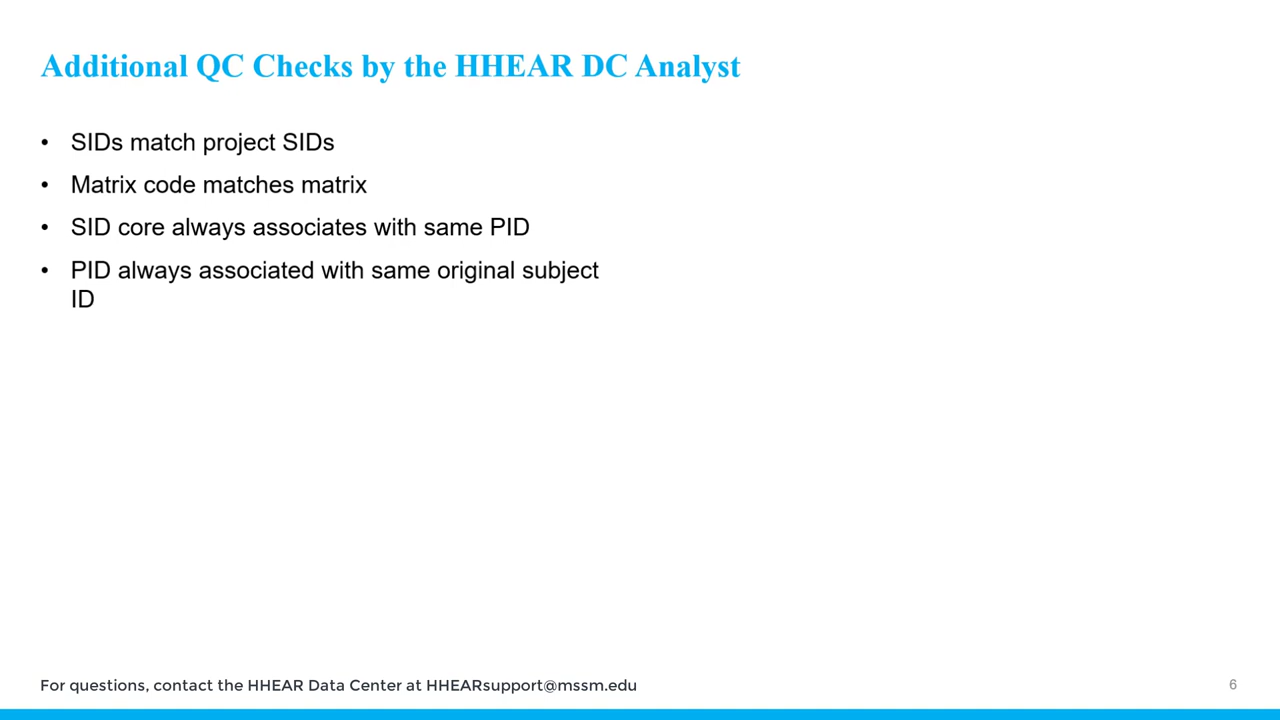 Additional QC Checks by the HHEAR DC Analyst
• SIDs match project SIDs
• Matrix code matches matrix
• SID core always associates with same PID
• PID always associated with same original subject
ID
For questions, contact the HHEAR Data Center at HHEARsupport@mssm.edu
6